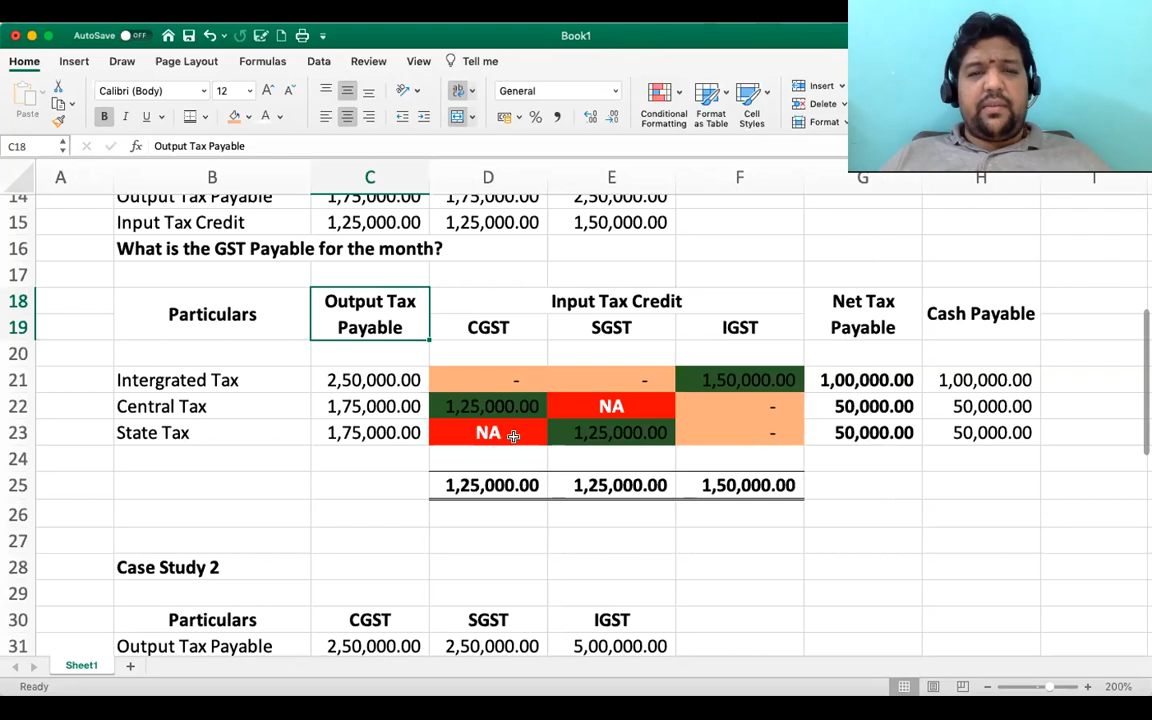 AutoSave OFF Book1
Home Insert Draw Page Layout Formulas Data Review View Tell me
Paste Calibri (Body) 12 A A General Conditional Formatting Format as Table Cell Styles Insert Delete Format
B I U A %
C18 fx Output Tax Payable
A B C D E F G H I
14 Output Tax Payable 1,75,000.00 1,75,000.00 2,50,000.00
15 Input Tax Credit 1,25,000.00 1,25,000.00 1,50,000.00
16 What is the GST Payable for the month?
17
18 Particulars Output Tax Input Tax Credit Net Tax Cash Payable
19 Payable CGST SGST IGST Payable
20
21 Intergrated Tax 2,50,000.00 - - 1,50,000.00 1,00,000.00 1,00,000.00
22 Central Tax 1,75,000.00 1,25,000.00 NA - 50,000.00 50,000.00
23 State Tax 1,75,000.00 NA 1,25,000.00 - 50,000.00 50,000.00
24
25 1,25,000.00 1,25,000.00 1,50,000.00
26
27
28 Case Study 2
29
30 Particulars CGST SGST IGST
31 Output Tax Payable 2,50,000.00 2,50,000.00 5,00,000.00
Sheet1 +
Ready 200%